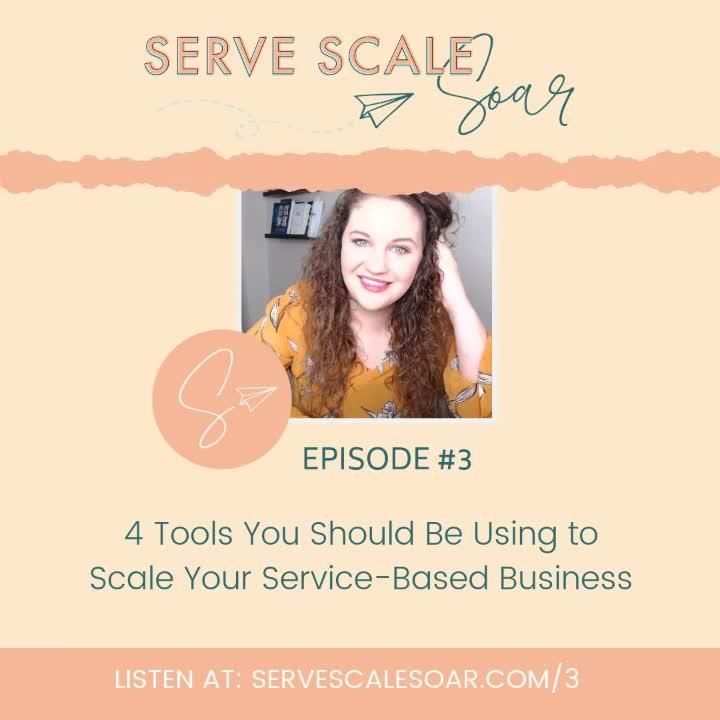 SERVE SCALE
Soar
S
EPISODE #3
4 Tools You Should Be Using to
Scale Your Service-Based Business
LISTEN AT: SERVESCALESOAR.COM/3